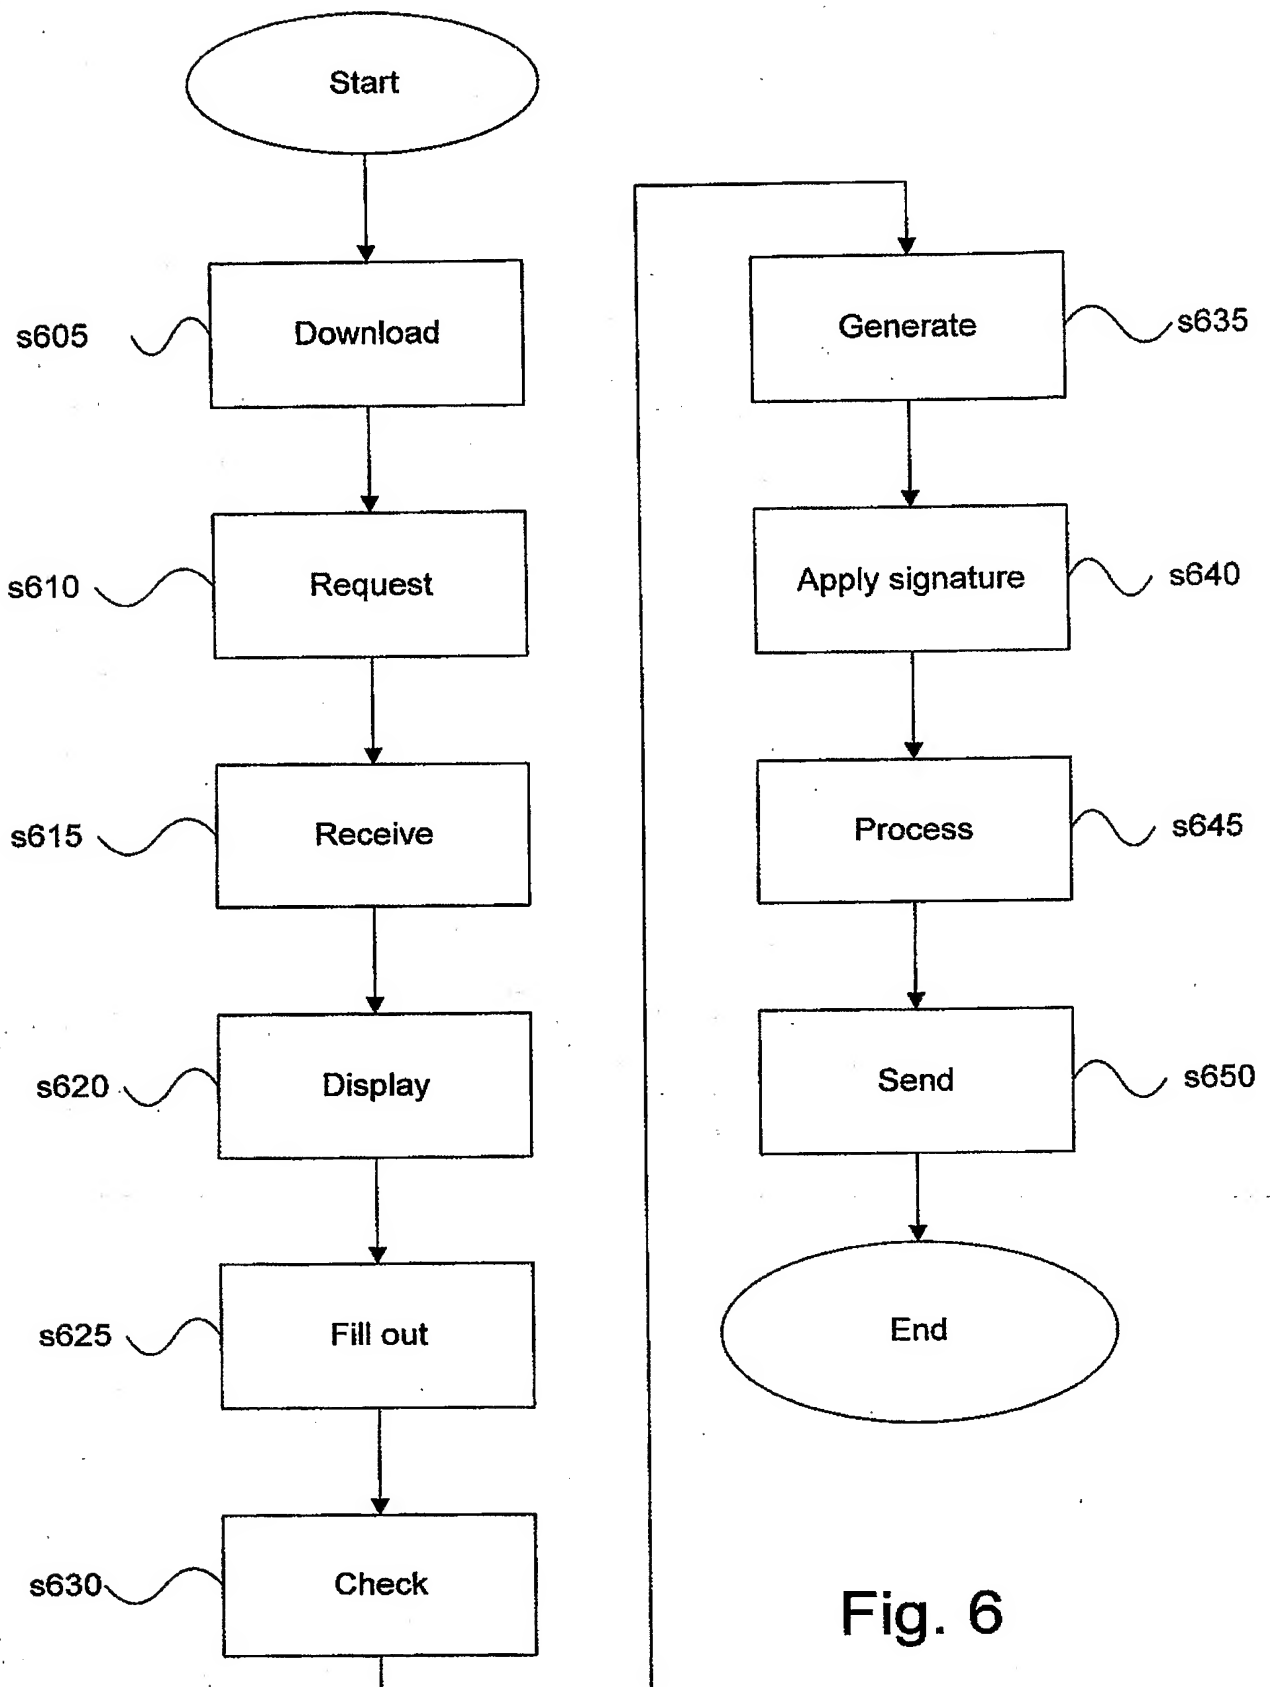 Start
s605
Download
s610
Request
s615
Receive
s620
Display
s625
Fill out
s630
Check
Generate
s635
Apply signature
s640
Process
s645
Send
s650
End
Fig. 6